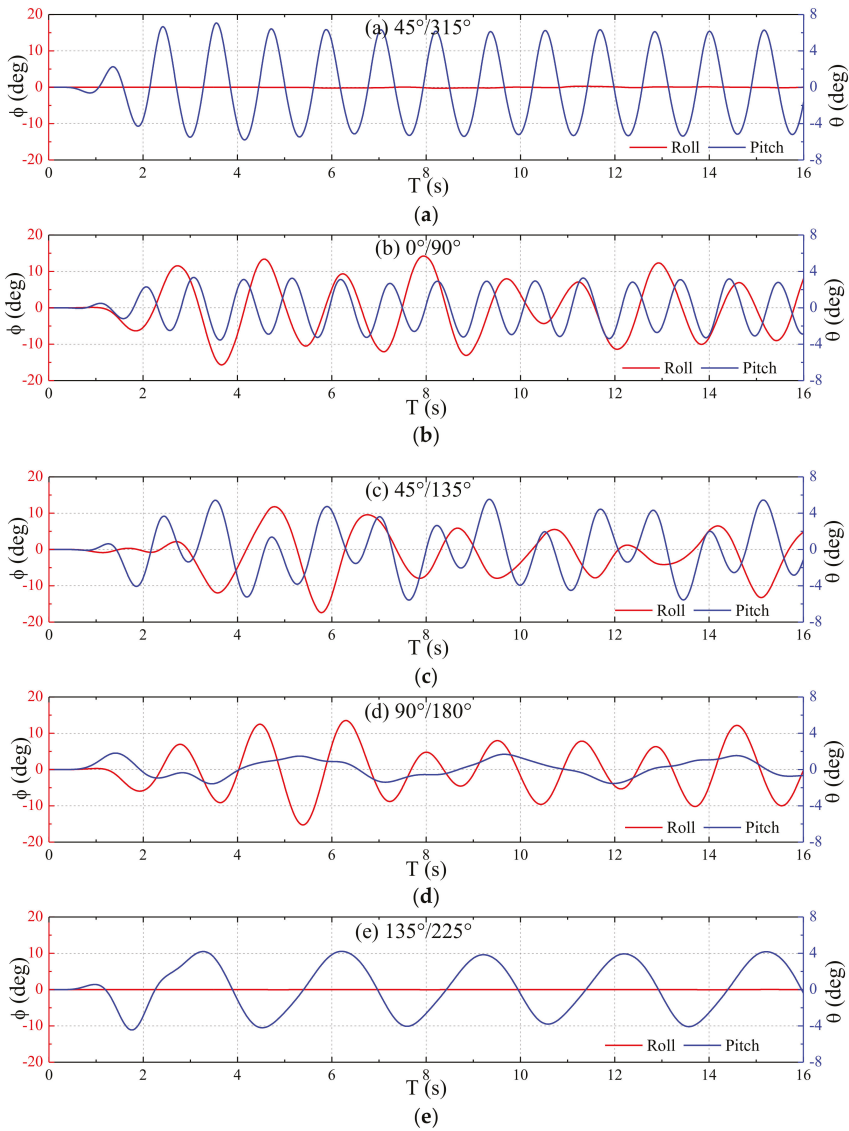 (a) 45°/315°
20 10 0 -10 -20
ϕ (deg)
8 4 0 -4 -8
θ (deg)
Roll Pitch
0 2 4 6 8 10 12 14 16
T (s)
(a)
(b) 0°/90°
20 10 0 -10 -20
ϕ (deg)
8 4 0 -4 -8
θ (deg)
Roll Pitch
0 2 4 6 8 10 12 14 16
T (s)
(b)
(c) 45°/135°
20 10 0 -10 -20
ϕ (deg)
8 4 0 -4 -8
θ (deg)
Roll Pitch
0 2 4 6 8 10 12 14 16
T (s)
(c)
(d) 90°/180°
20 10 0 -10 -20
ϕ (deg)
8 4 0 -4 -8
θ (deg)
Roll Pitch
0 2 4 6 8 10 12 14 16
T (s)
(d)
(e) 135°/225°
20 10 0 -10 -20
ϕ (deg)
8 4 0 -4 -8
θ (deg)
Roll Pitch
0 2 4 6 8 10 12 14 16
T (s)
(e)